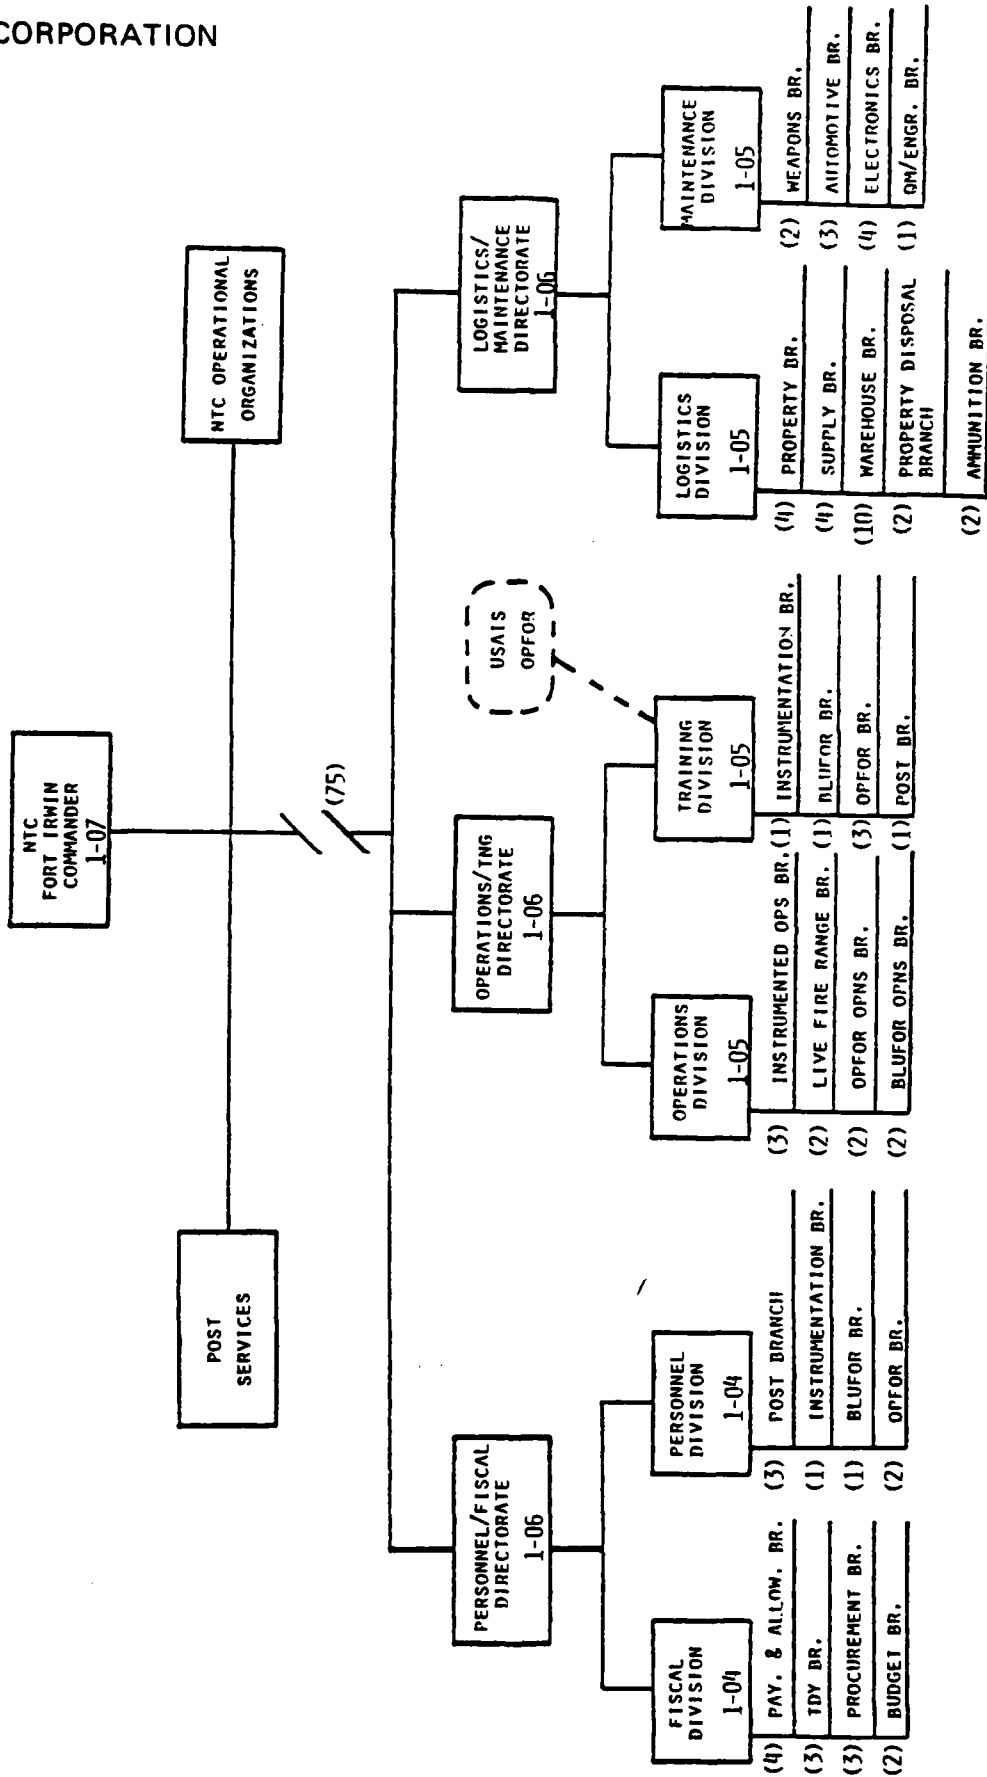 CORPORATION
NTC
FORT IRWIN
COMMANDER
1-07
POST
SERVICES
NTC OPERATIONAL
ORGANIZATIONS
(75)
PERSONNEL/FISCAL
DIRECTORATE
1-06
OPERATIONS/TNG
DIRECTORATE
1-06
LOGISTICS/
MAINTENANCE
DIRECTORATE
1-06
USAIS
OPFOR
FISCAL
DIVISION
1-04
(4) PAY. & ALLOW. BR.
(3) TDY BR.
(3) PROCUREMENT BR.
(2) BUDGET BR.
PERSONNEL
DIVISION
1-04
(3) POST BRANCH
(1) INSTRUMENTATION BR.
(1) BLUFOR BR.
(2) OPFOR BR.
OPERATIONS
DIVISION
1-05
(3) INSTRUMENTED OPS BR.
(2) LIVE FIRE RANGE BR.
(2) OPFOR OPNS BR.
(2) BLUFOR OPNS BR.
TRAINING
DIVISION
1-05
(1) INSTRUMENTATION BR.
(1) BLUFOR BR.
(3) OPFOR BR.
(1) POST BR.
LOGISTICS
DIVISION
1-05
(4) PROPERTY BR.
(4) SUPPLY BR.
(10) WAREHOUSE BR.
(2) PROPERTY DISPOSAL
BRANCH
(2) AMMUNITION BR.
MAINTENANCE
DIVISION
1-05
(2) WEAPONS BR.
(3) AUTOMOTIVE BR.
(4) ELECTRONICS BR.
(1) QM/ENGR. BR.